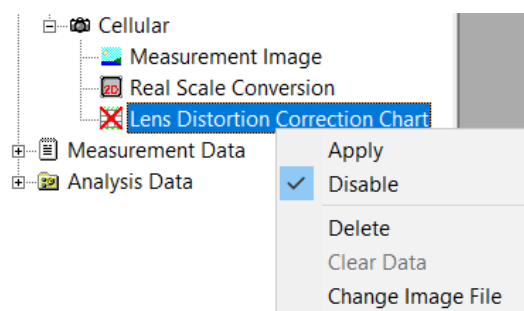 Cellular
Measurement Image
2D Real Scale Conversion
Lens Distortion Correction Chart
Measurement Data
Apply
Analysis Data
Disable
Delete
Clear Data
Change Image File